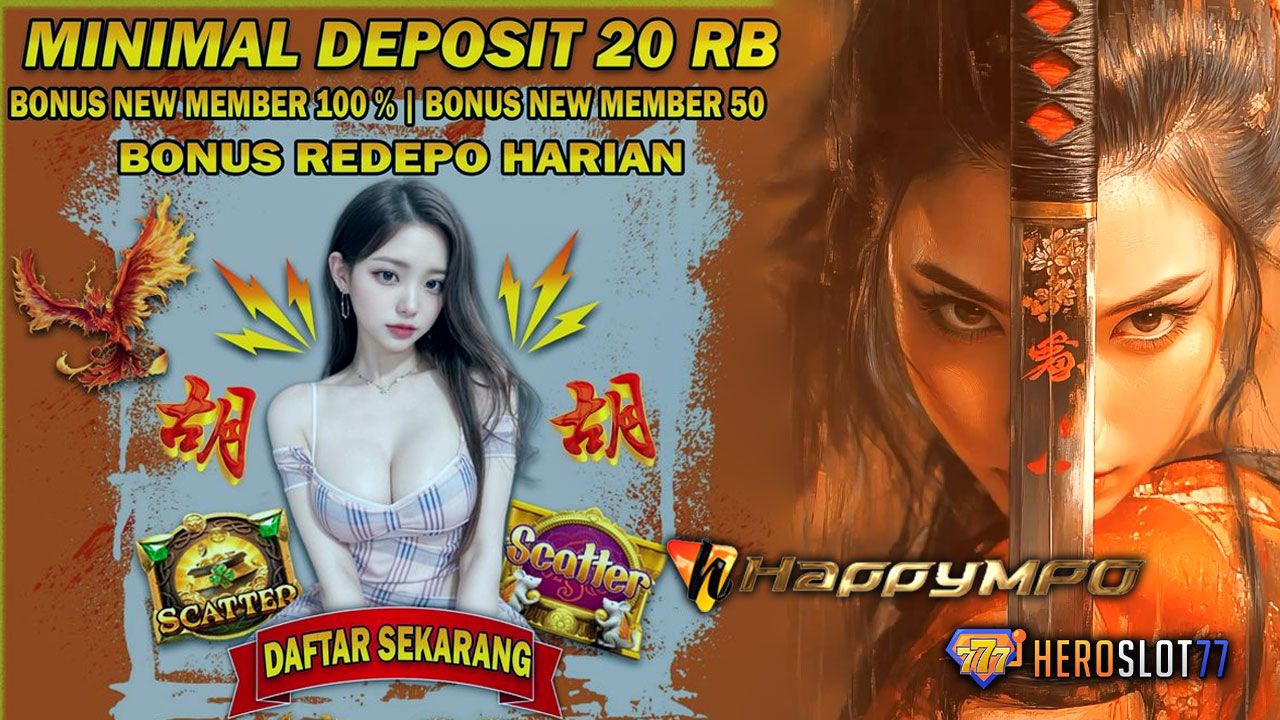 MINIMAL DEPOSIT 20 RB
BONUS NEW MEMBER 100 % | BONUS NEW MEMBER 50
BONUS REDEPO HARIAN
胡 胡
SCATTER
Scatter
DAFTAR SEKARANG
h HAPPYMPO
777 HEROSLOT77